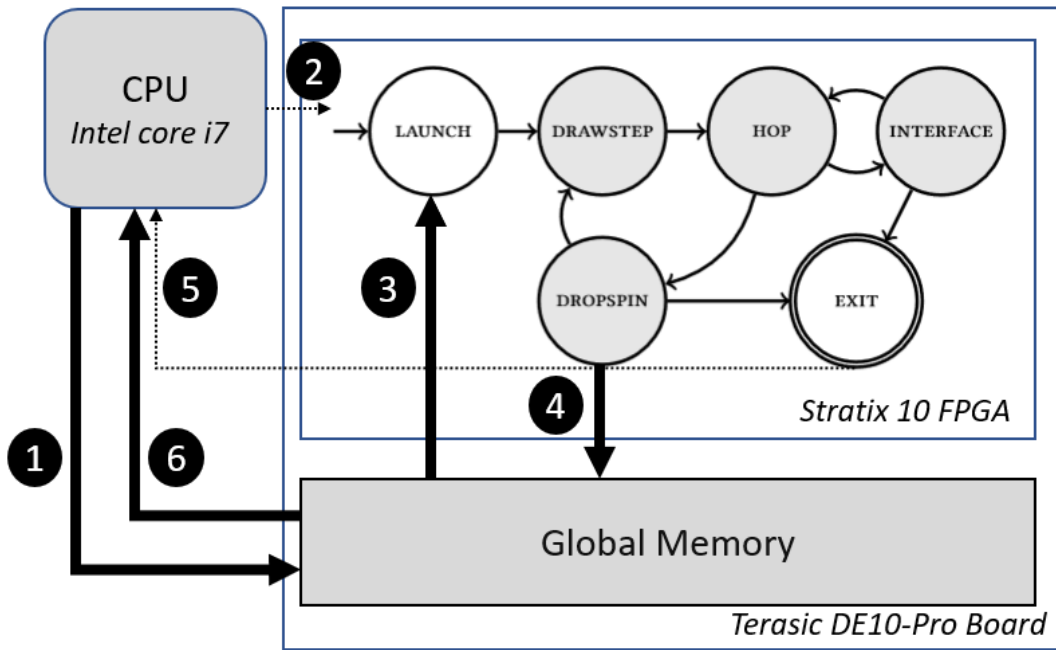 CPU
Intel core i7
2
LAUNCH
DRAWSTEP
HOP
INTERFACE
5
3
DROPSPIN
EXIT
4
Stratix 10 FPGA
1
6
Global Memory
Terasic DE10-Pro Board